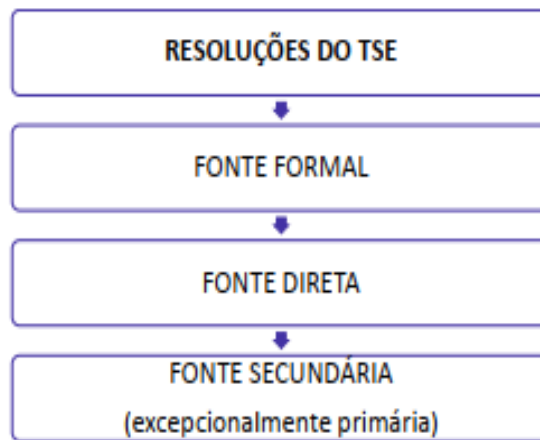 RESOLUÇÕES DO TSE
FONTE FORMAL
FONTE DIRETA
FONTE SECUNDÁRIA
(excepcionalmente primária)